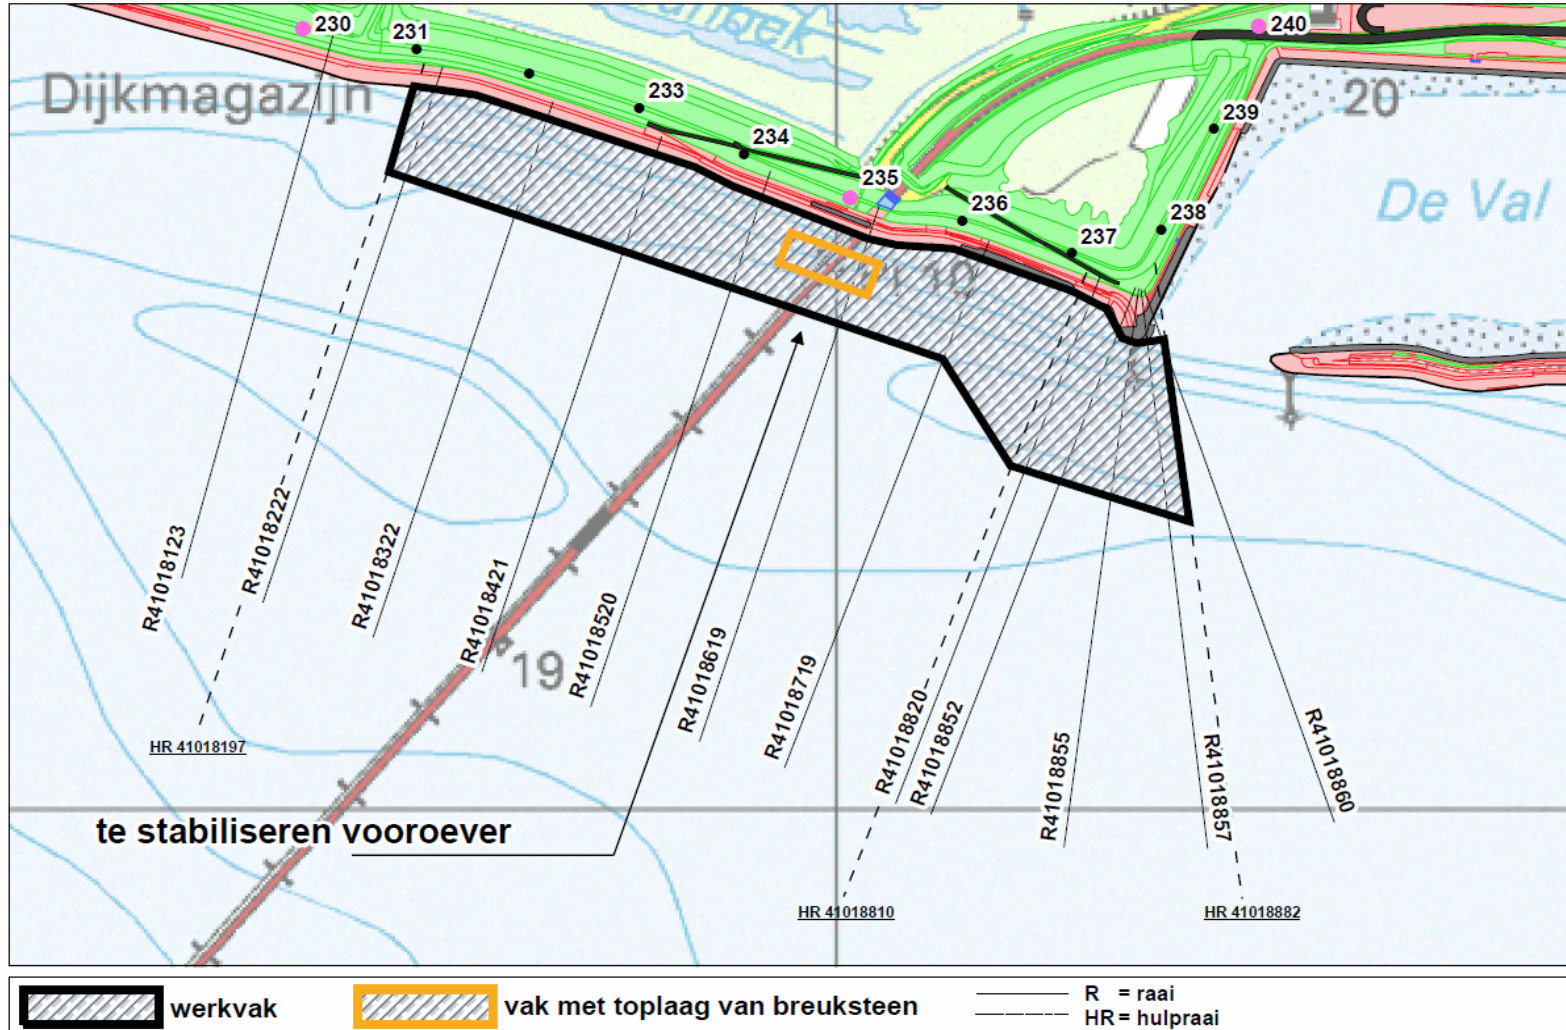 230
231
240
Dijkmagazijn
233
20
239
234
235
De Val
236
238
237
10
R41018123
R41018222
R41018322
R41018421
R41018520
19
R41018619
R41018719
R41018820
R41018852
R41018855
R41018857
R41018860
HR 41018197
te stabiliseren vooroever
HR 41018810
HR 41018882
werkvak
vak met toplaag van breuksteen
R = raai
HR = hulpraai